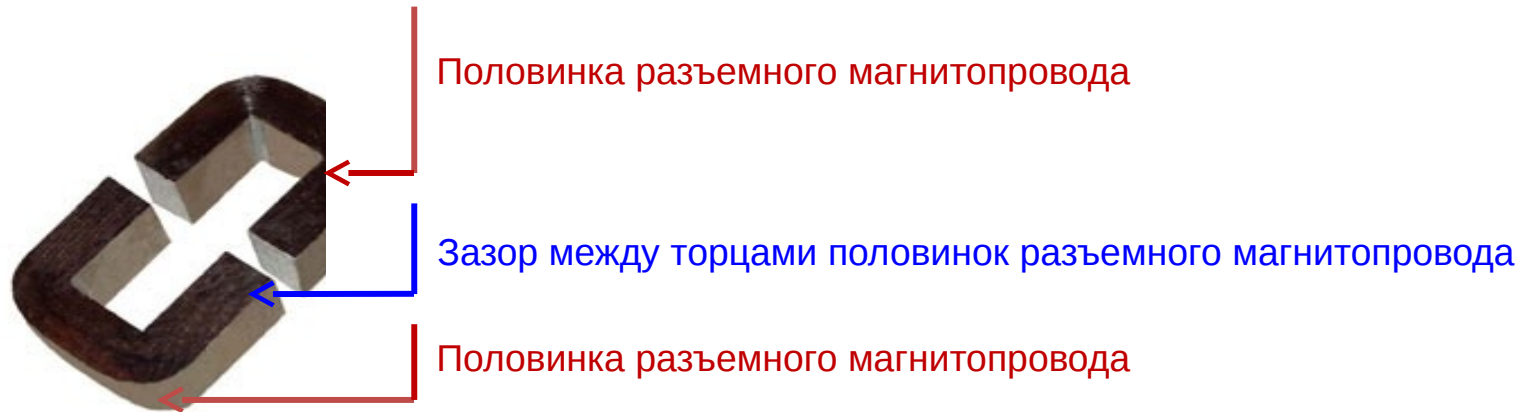 Половинка разъемного магнитопровода
Зазор между торцами половинок разъемного магнитопровода
Половинка разъемного магнитопровода